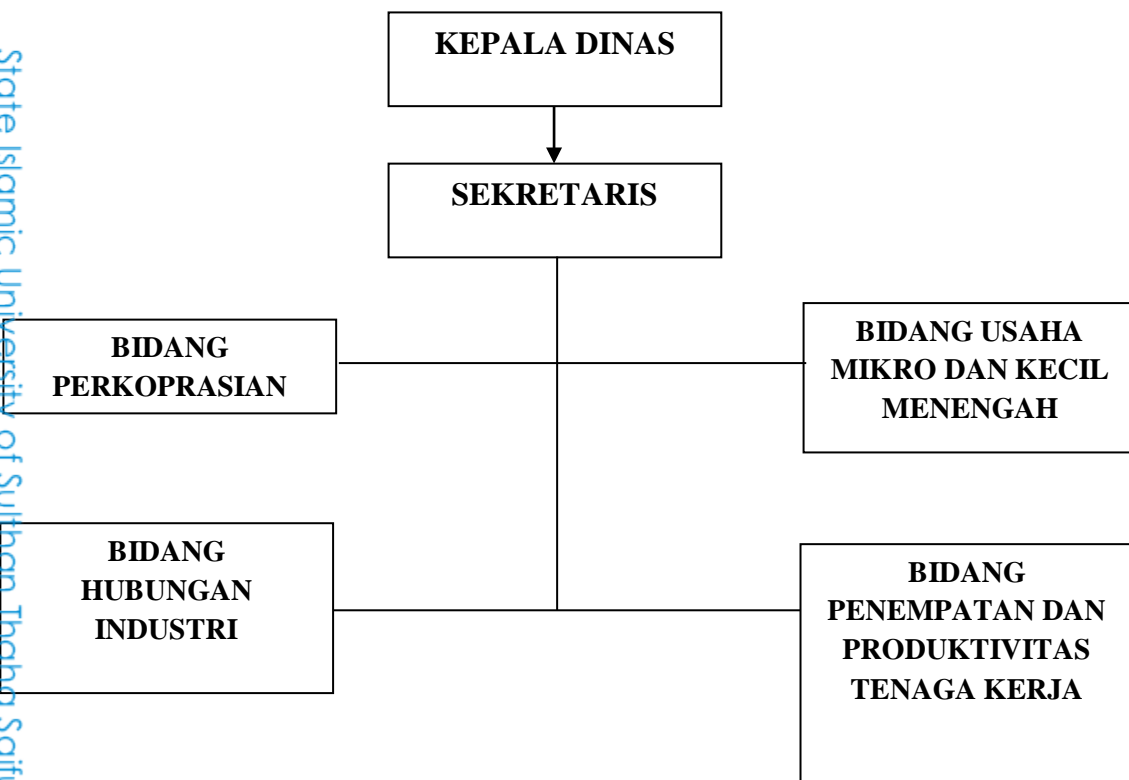 KEPALA DINAS
SEKRETARIS
BIDANG
PERKOPRASIAN
BIDANG USAHA
MIKRO DAN KECIL
MENENGAH
BIDANG
HUBUNGAN
INDUSTRI
BIDANG
PENEMPATAN DAN
PRODUKTIVITAS
TENAGA KERJA
State Islamic University of Sulthan Thaha